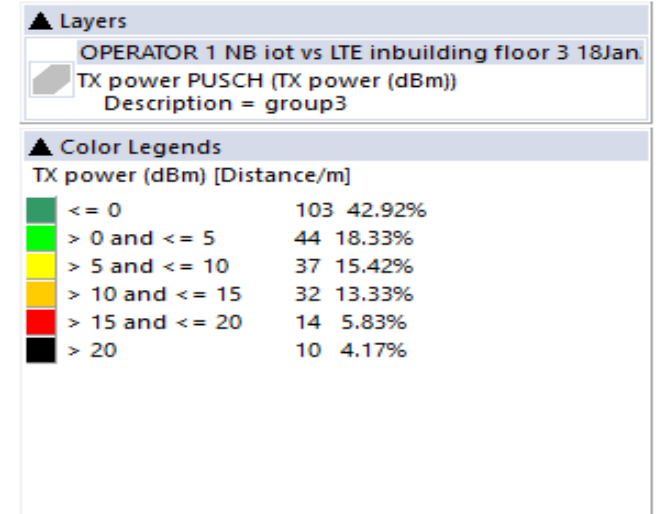 Layers
OPERATOR 1 NB iot vs LTE inbuilding floor 3 18Jan.
TX power PUSCH (TX power (dBm))
Description = group3
Color Legends
TX power (dBm) [Distance/m]
<= 0 103 42.92%
> 0 and <= 5 44 18.33%
> 5 and <= 10 37 15.42%
> 10 and <= 15 32 13.33%
> 15 and <= 20 14 5.83%
> 20 10 4.17%